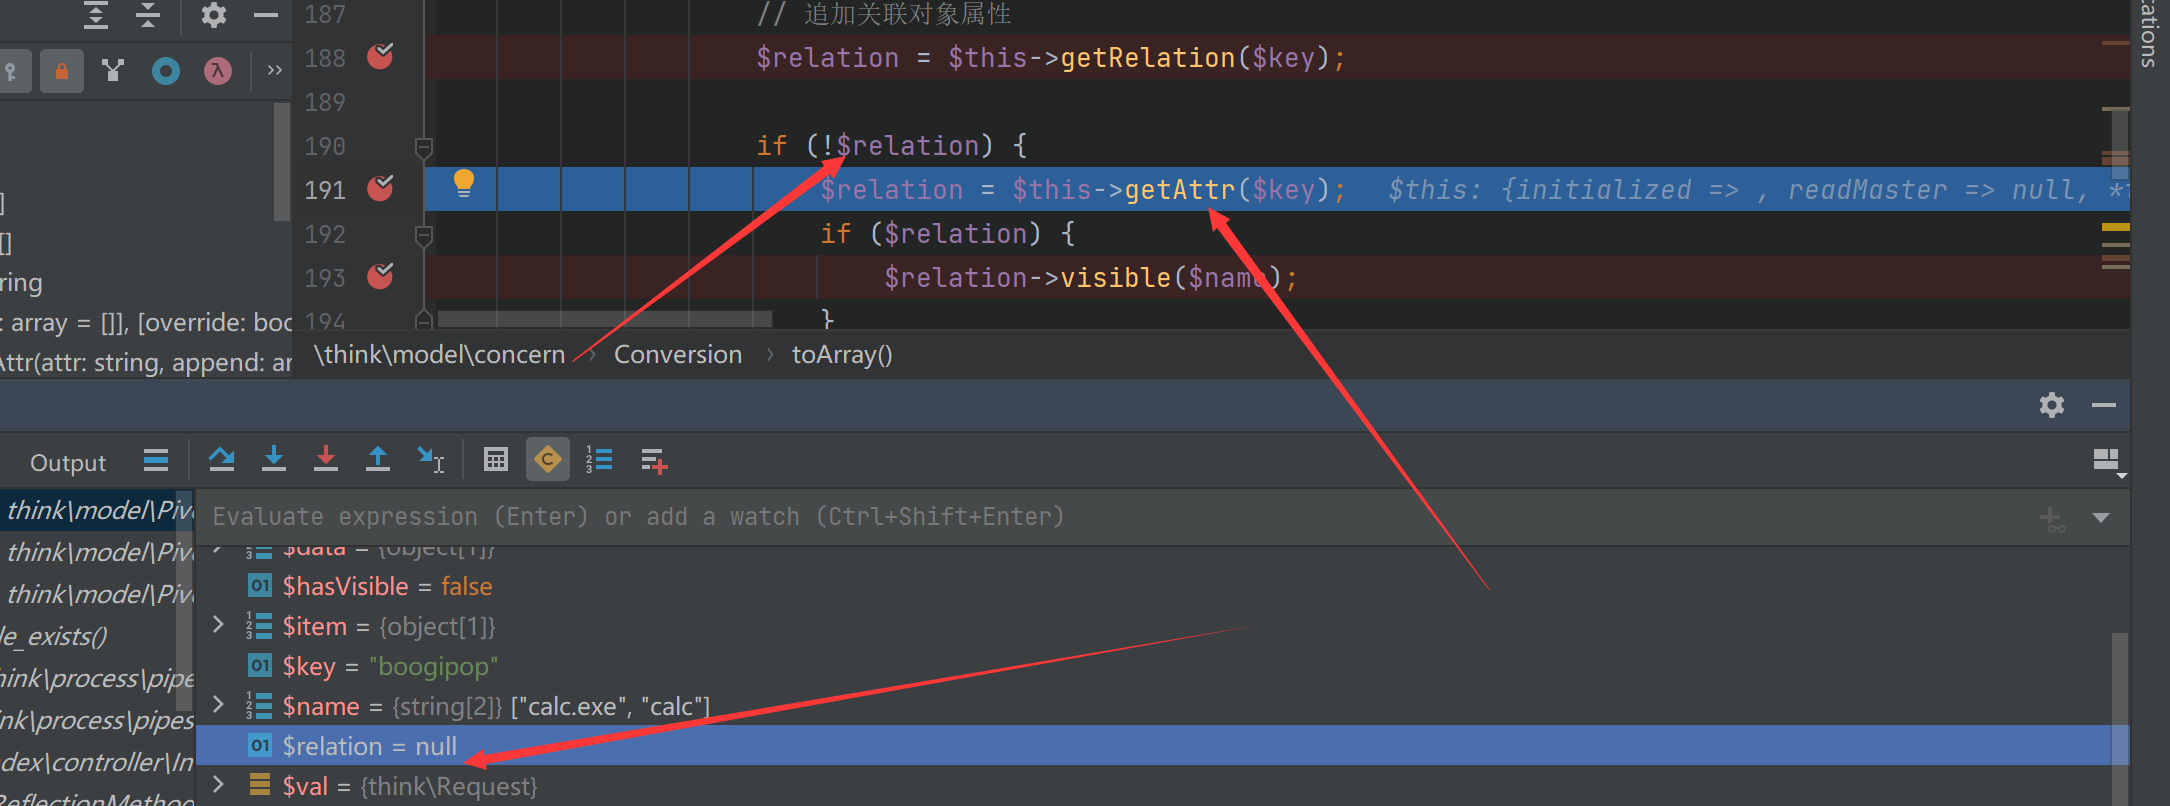 187 // 追加关联对象属性
188 $relation = $this->getRelation($key);
189
190 if (!$relation) {
191 $relation = $this->getAttr($key); $this: {initialized => , readMaster => null, *
192 if ($relation) {
193 $relation->visible($name);
194 }
cations
]
[]
ring
: array = []], [override: boo
Attr(attr: string, append: ar
\think\model\concern › Conversion › toArray()
Output
Evaluate expression (Enter) or add a watch (Ctrl+Shift+Enter)
think\model\Piv
think\model\Piv
think\model\Piv
le_exists()
hink\process\pipe
nk\process\pipes
dex\controller\In
ReflectionMetho
$data = {object[1]}
$hasVisible = false
$item = {object[1]}
$key = "boogipop"
$name = {string[2]} ["calc.exe", "calc"]
$relation = null
$val = {think\Request}